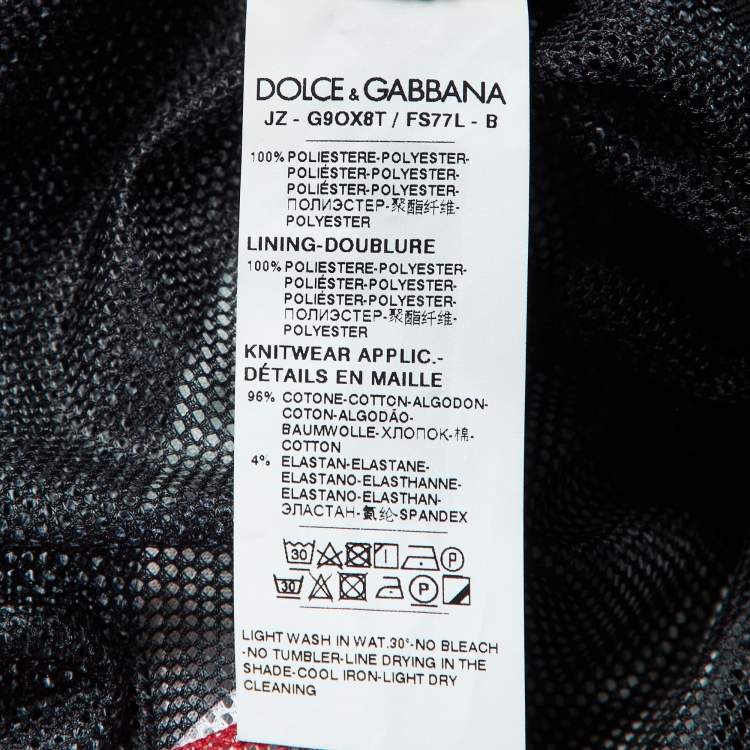 DOLCE & GABBANA
JZ - G9OX8T / FS77L - B
100% POLIESTERE-POLYESTER-
POLIÉSTER-POLYESTER-
POLIÉSTER-POLYESTER-
ПОЛИЭСТЕР-聚酯纤维-
POLYESTER
LINING-DOUBLURE
100% POLIESTERE-POLYESTER-
POLIÉSTER-POLYESTER-
POLIÉSTER-POLYESTER-
ПОЛИЭСТЕР-聚酯纤维-
POLYESTER
KNITWEAR APPLIC.-
DÉTAILS EN MAILLE
96% COTONE-COTTON-ALGODON-
COTON-ALGODÃO-
BAUMWOLLE-ХЛОПОК-棉-
COTTON
4% ELASTAN-ELASTANE-
ELASTANO-ELASTHANNE-
ELASTANO-ELASTHAN-
ЭЛАСТАН-氨纶-SPANDEX
30 P
30 P
LIGHT WASH IN WAT.30°-NO BLEACH
-NO TUMBLER-LINE DRYING IN THE
SHADE-COOL IRON-LIGHT DRY
CLEANING